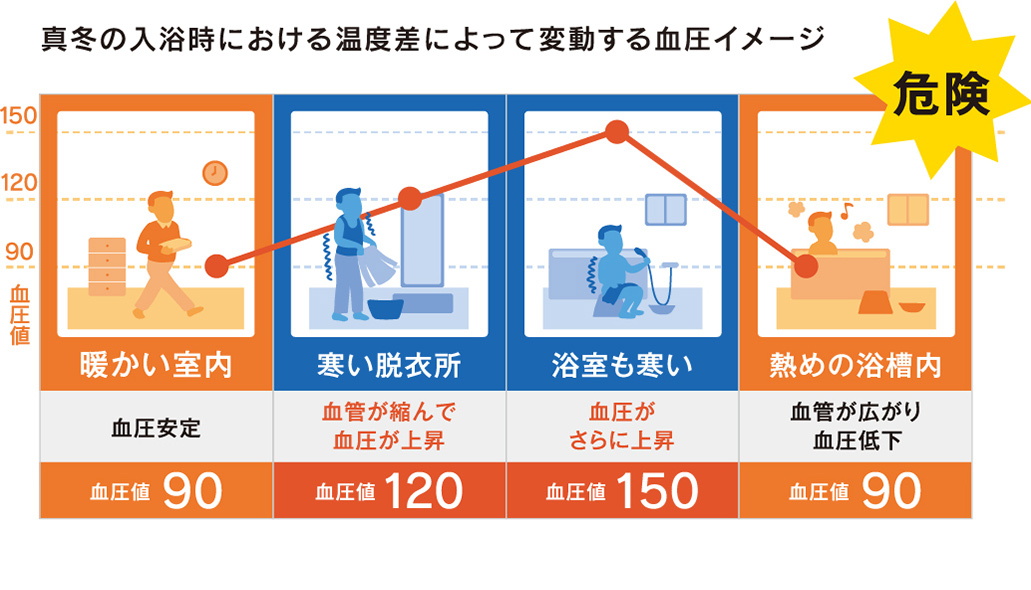 真冬の入浴時における温度差によって変動する血圧イメージ
危険
150
120
90
血圧値
暖かい室内
寒い脱衣所
浴室も寒い
熱めの浴槽内
血圧安定
血管が縮んで
血圧が上昇
血圧が
さらに上昇
血管が広がり
血圧低下
血圧値 90
血圧値 120
血圧値 150
血圧値 90